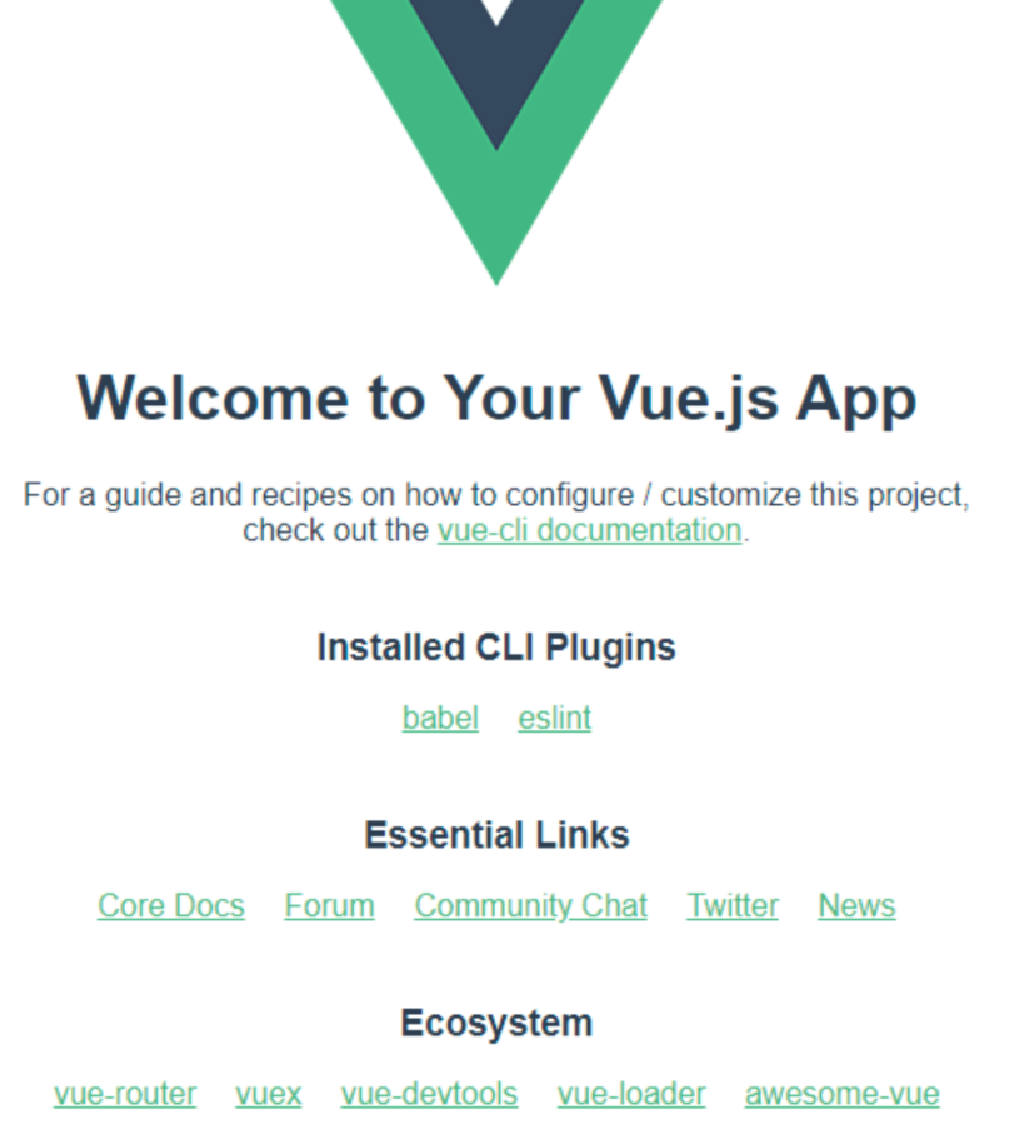 Welcome to Your Vue.js App
For a guide and recipes on how to configure / customize this project,
check out the vue-cli documentation.
Installed CLI Plugins
babel eslint
Essential Links
Core Docs Forum Community Chat Twitter News
Ecosystem
vue-router vuex vue-devtools vue-loader awesome-vue